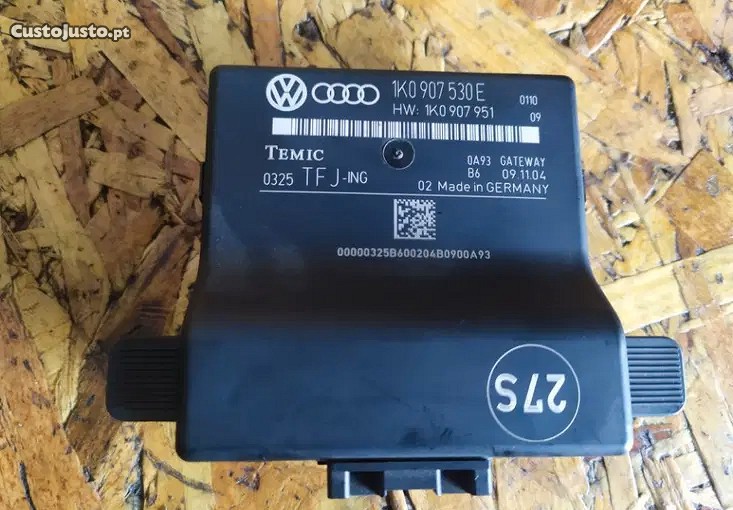 CustoJusto.pt
1K0 907 530 E
HW: 1K0 907 951
0110
09
TEMIC
0325 TFJ-ING
0A93 GATEWAY
B6 09.11.04
02 Made in GERMANY
00000325B600204B0900A93
27S